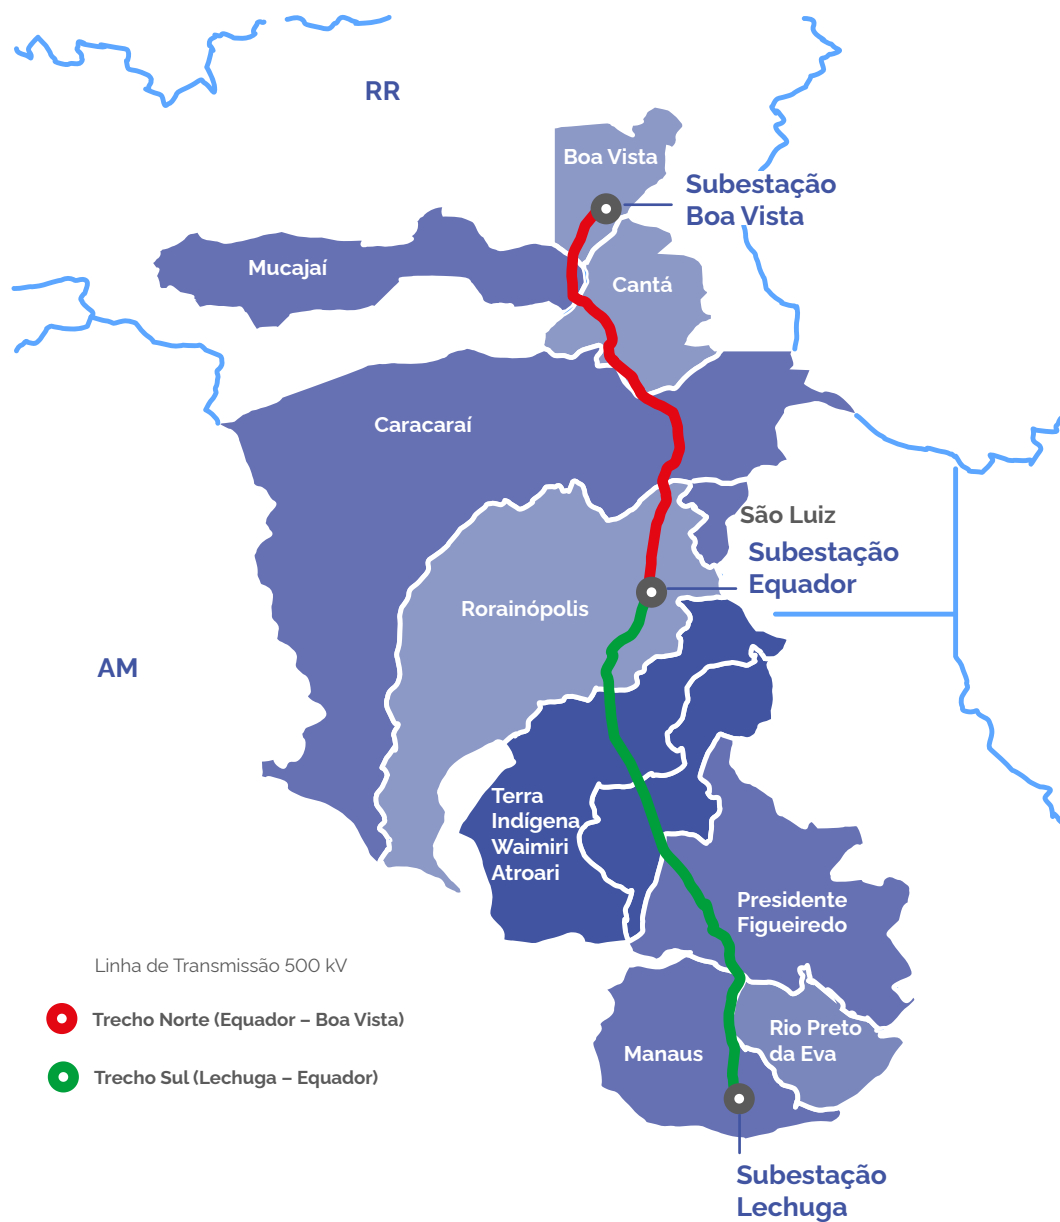 RR
Boa Vista
Subestação
Boa Vista
Mucajaí
Cantá
Caracaraí
São Luiz
Subestação
Equador
Rorainópolis
AM
Terra
Indígena
Waimiri
Atroari
Presidente
Figueiredo
Linha de Transmissão 500 kV
Trecho Norte (Equador – Boa Vista)
Rio Preto
da Eva
Manaus
Trecho Sul (Lechuga – Equador)
Subestação
Lechuga